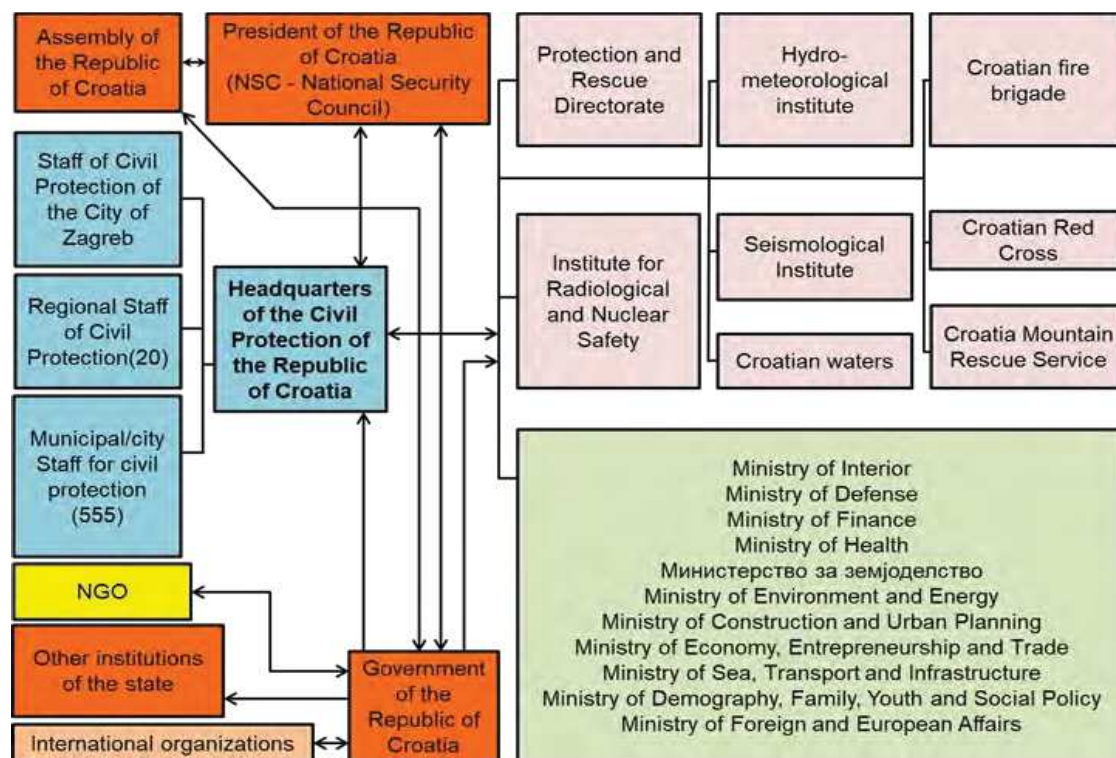 Assembly of
the Republic
of Croatia
President of the Republic
of Croatia
(NSC - National Security
Council)
Protection and
Rescue
Directorate
Hydro-
meteorological
institute
Croatian fire
brigade
Staff of Civil
Protection of
the City of
Zagreb
Regional Staff
of Civil
Protection(20)
Municipal/city
Staff for civil
protection
(555)
Headquarters
of the Civil
Protection of
the Republic
of Croatia
Institute for
Radiological
and Nuclear
Safety
Seismological
Institute
Croatian waters
Croatian Red
Cross
Croatia Mountain
Rescue Service
NGO
Other institutions
of the state
International organizations
Government
of the
Republic of
Croatia
Ministry of Interior
Ministry of Defense
Ministry of Finance
Ministry of Health
Министерство за земјоделство
Ministry of Environment and Energy
Ministry of Construction and Urban Planning
Ministry of Economy, Entrepreneurship and Trade
Ministry of Sea, Transport and Infrastructure
Ministry of Demography, Family, Youth and Social Policy
Ministry of Foreign and European Affairs